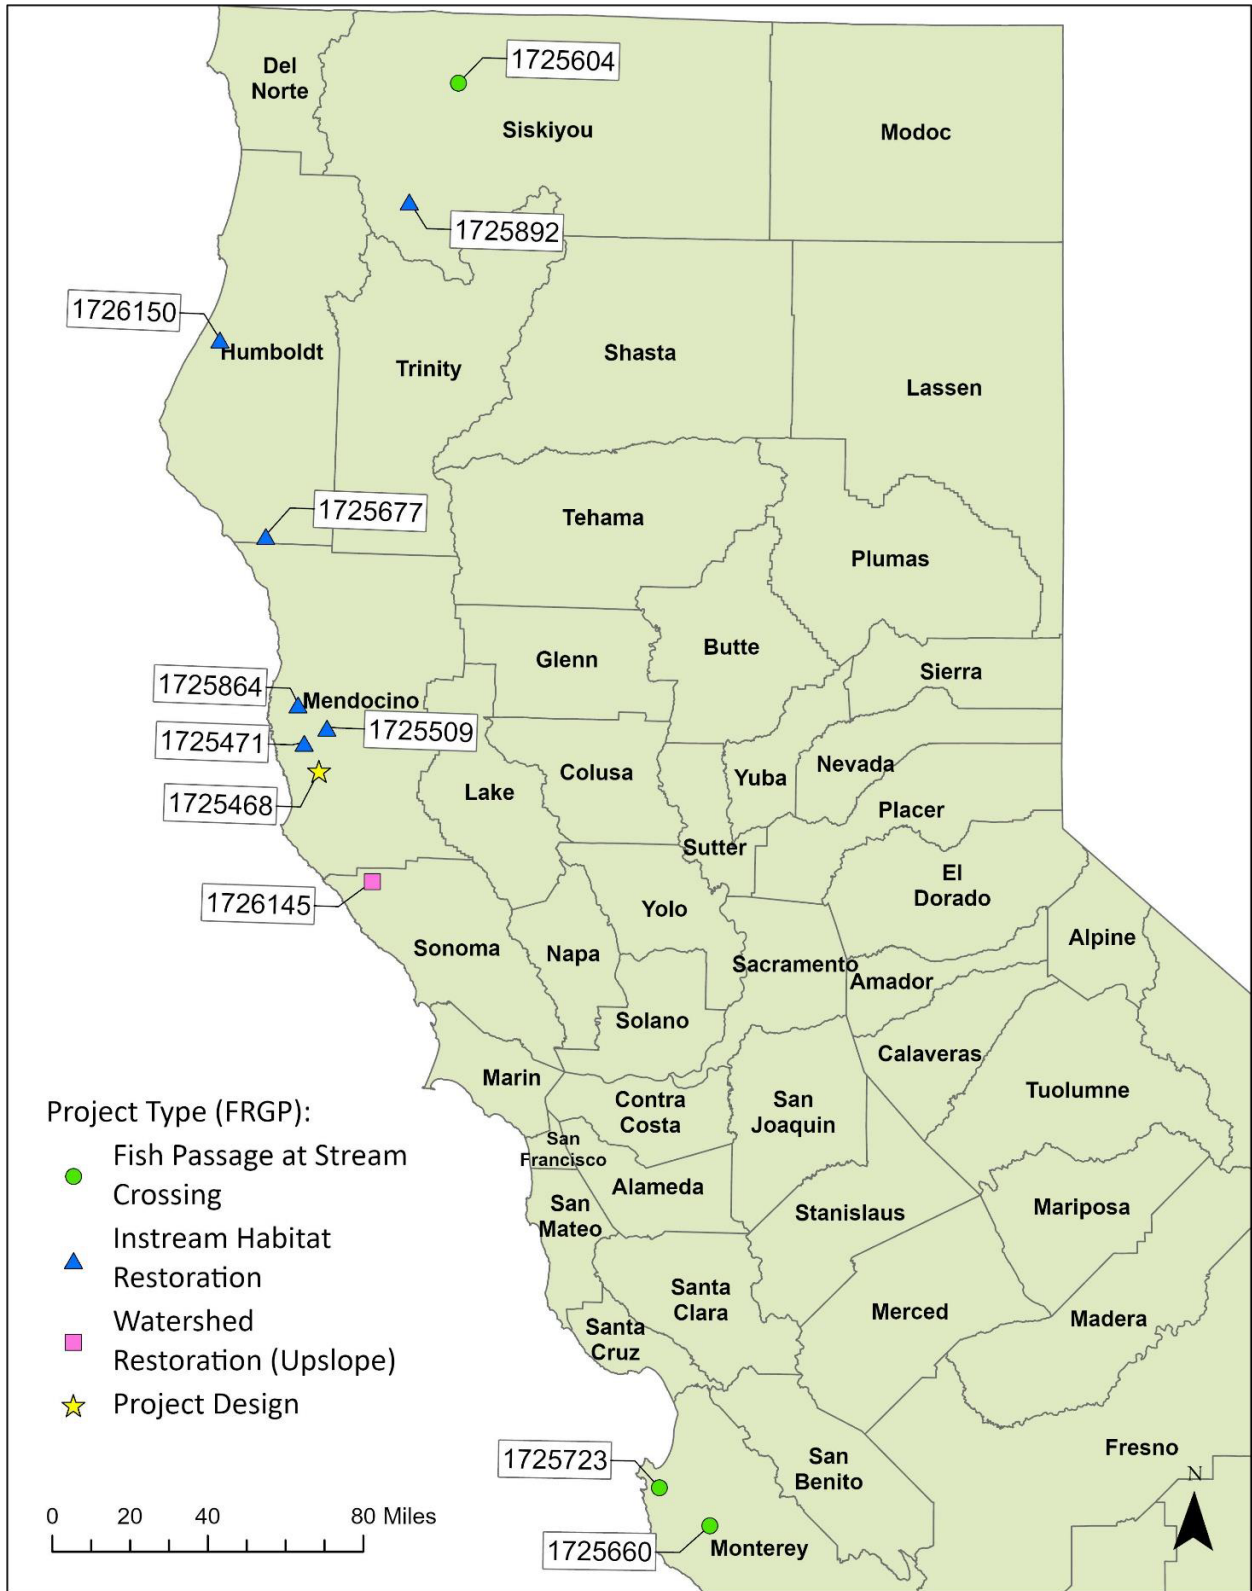 1725604
Del
Norte
Siskiyou
Modoc
1725892
1726150
Humboldt
Trinity
Shasta
Lassen
1725677
Tehama
Plumas
Butte
Glenn
Sierra
1725864
Mendocino
1725509
1725471
Colusa
Yuba
Nevada
Lake
1725468
Placer
Sutter
El
Dorado
1726145
Yolo
Alpine
Sonoma
Napa
Sacramento
Amador
Solano
Calaveras
Marin
Tuolumne
Contra
Costa
San
Joaquin
San
Francisco
Alameda
San
Mateo
Stanislaus
Mariposa
Santa
Clara
Merced
Madera
Santa
Cruz
Project Type (FRGP):
Fish Passage at Stream
Crossing
Instream Habitat
Restoration
Watershed
Restoration (Upslope)
Project Design
1725723
San
Benito
Fresno
N
1725660
Monterey
0 20 40 80 Miles